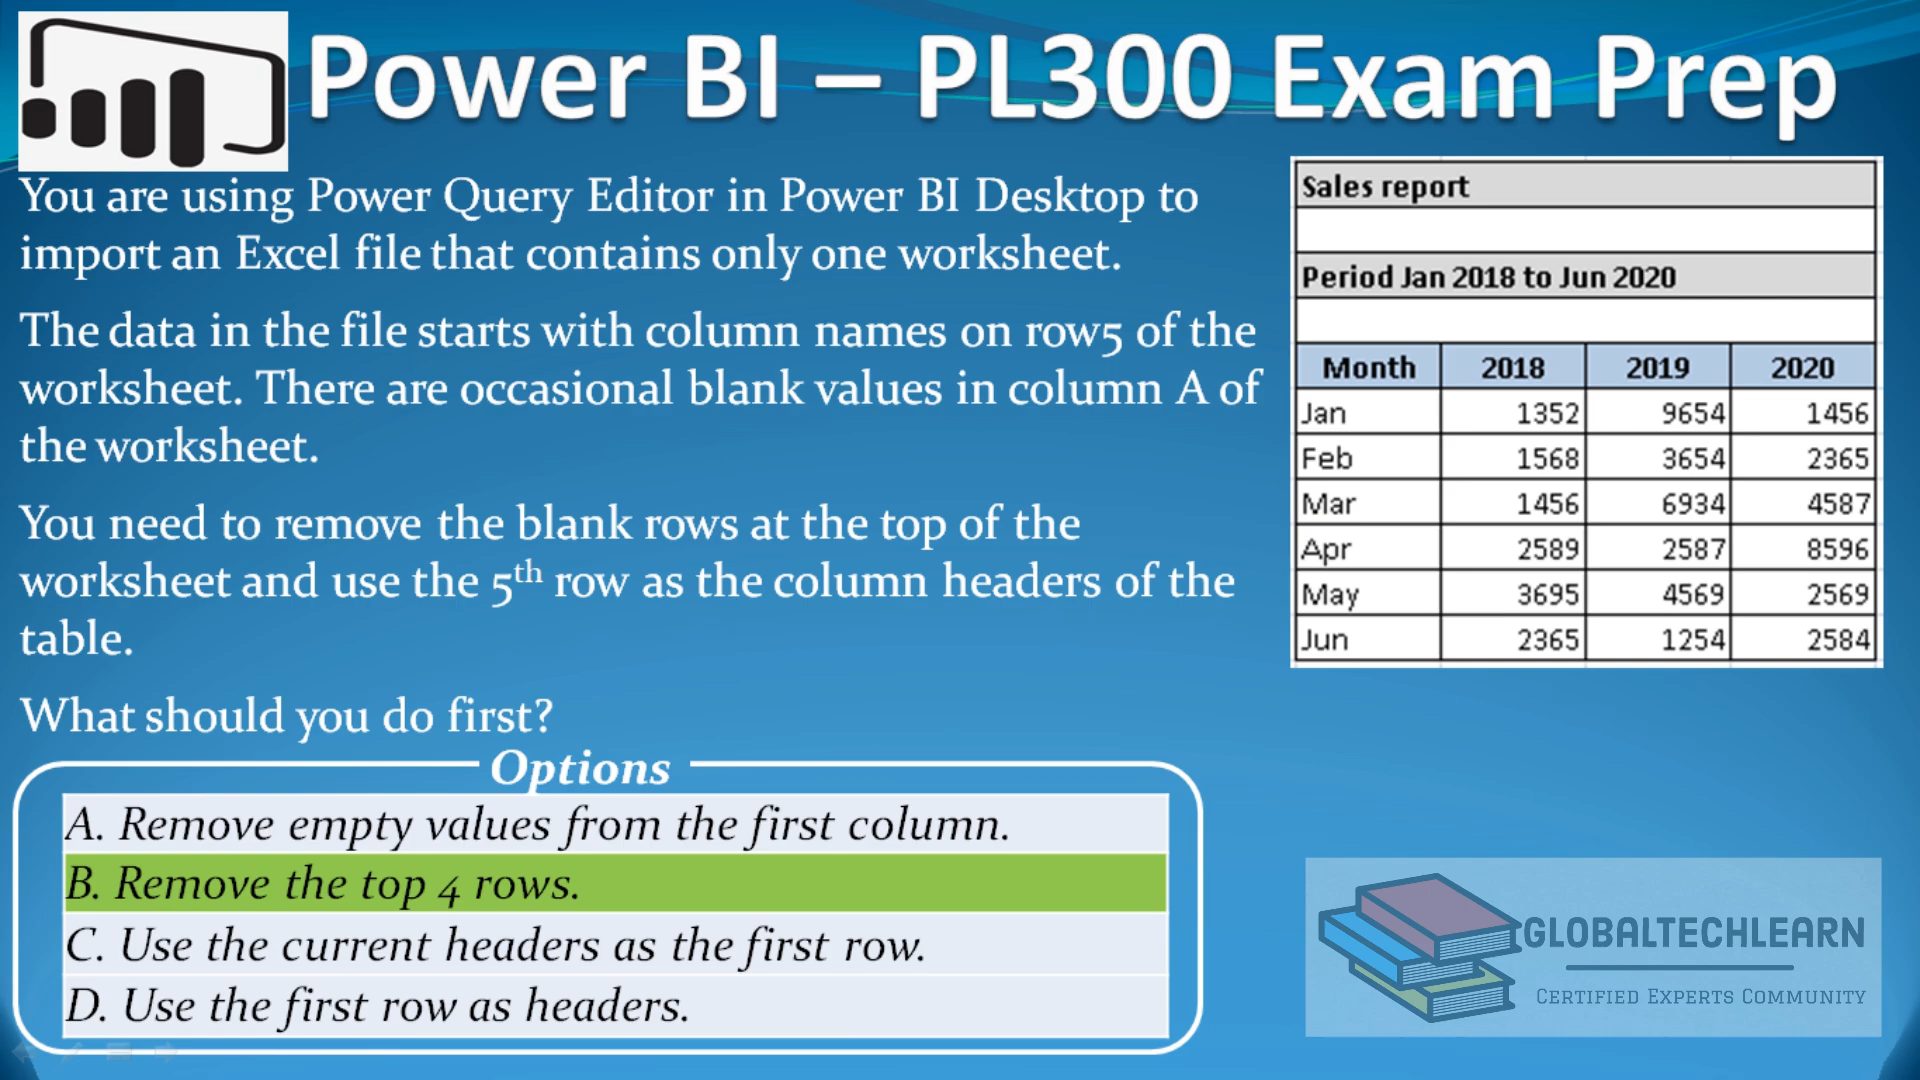 Power BI – PL300 Exam Prep
You are using Power Query Editor in Power BI Desktop to
import an Excel file that contains only one worksheet.
The data in the file starts with column names on row5 of the
worksheet. There are occasional blank values in column A of
the worksheet.
You need to remove the blank rows at the top of the
worksheet and use the 5th row as the column headers of the
table.
What should you do first?
Options
A. Remove empty values from the first column.
B. Remove the top 4 rows.
C. Use the current headers as the first row.
D. Use the first row as headers.
Sales report
Period Jan 2018 to Jun 2020
Month 2018 2019 2020
Jan 1352 9654 1456
Feb 1568 3654 2365
Mar 1456 6934 4587
Apr 2589 2587 8596
May 3695 4569 2569
Jun 2365 1254 2584
GLOBALTECHLEARN
CERTIFIED EXPERTS COMMUNITY